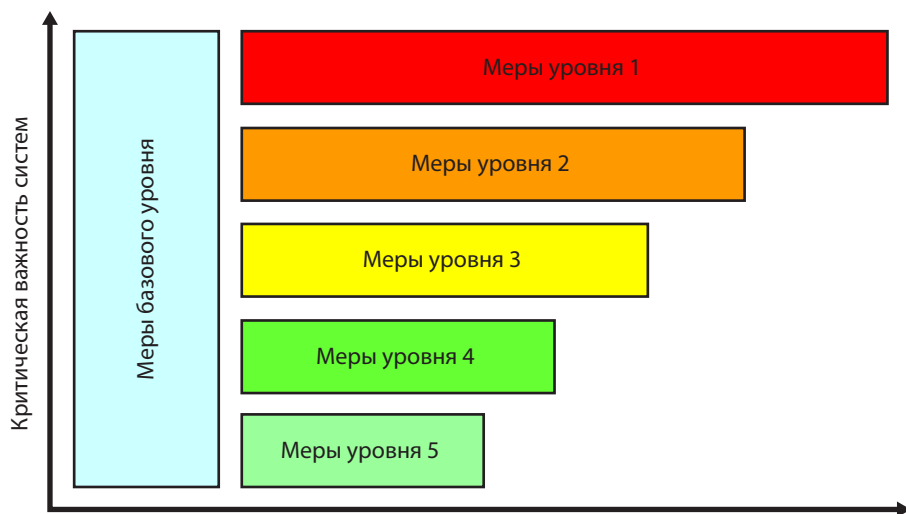 Критическая важность систем
Меры базового уровня
Меры уровня 1
Меры уровня 2
Меры уровня 3
Меры уровня 4
Меры уровня 5